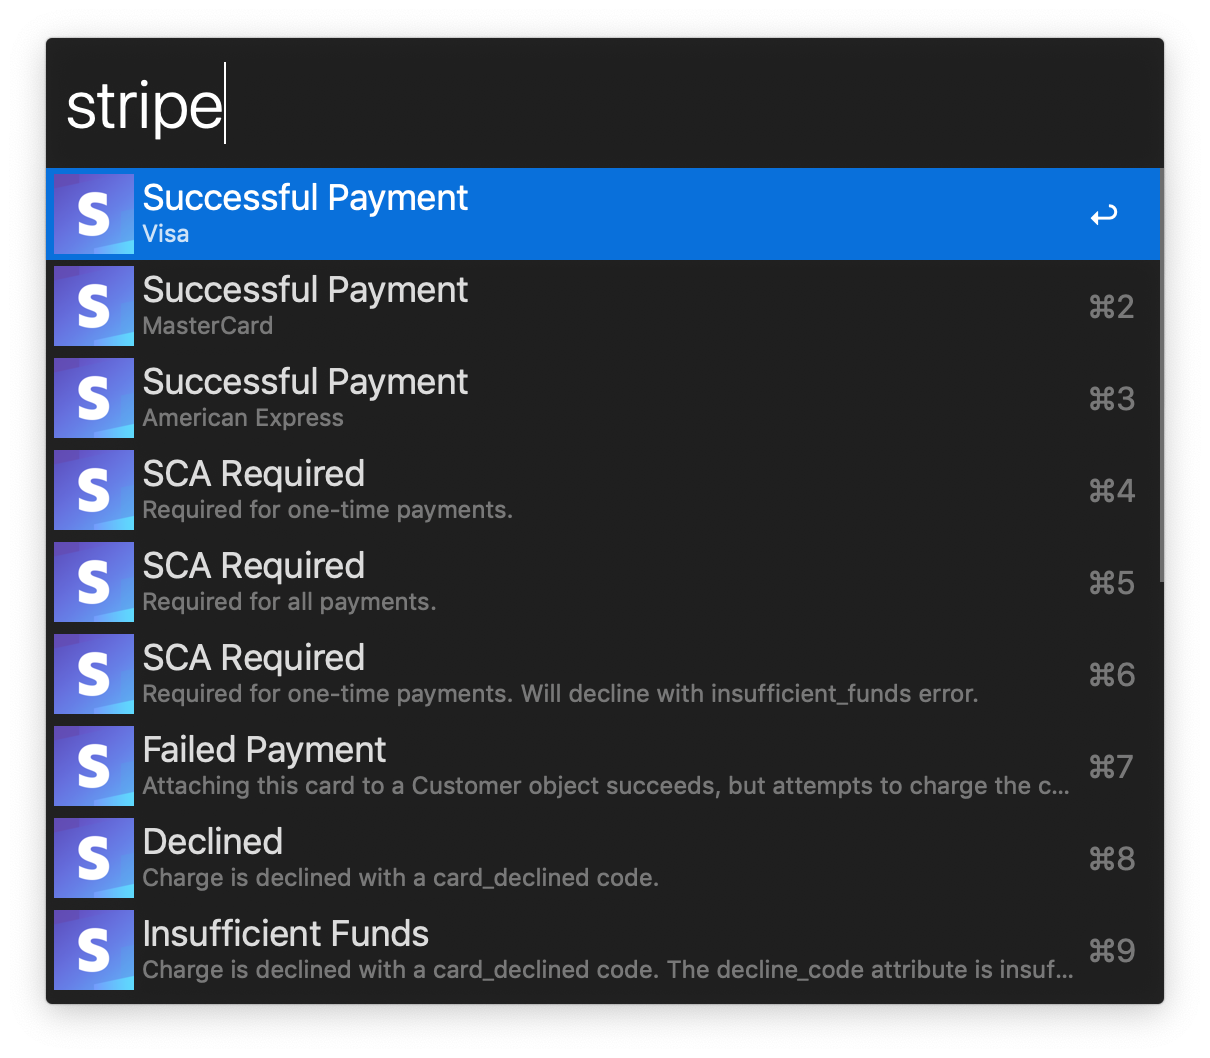 stripe
S Successful Payment ↩
Visa
S Successful Payment ⌘2
MasterCard
S Successful Payment ⌘3
American Express
S SCA Required ⌘4
Required for one-time payments.
S SCA Required ⌘5
Required for all payments.
S SCA Required ⌘6
Required for one-time payments. Will decline with insufficient_funds error.
S Failed Payment ⌘7
Attaching this card to a Customer object succeeds, but attempts to charge the c...
S Declined ⌘8
Charge is declined with a card_declined code.
S Insufficient Funds ⌘9
Charge is declined with a card_declined code. The decline_code attribute is insuf...